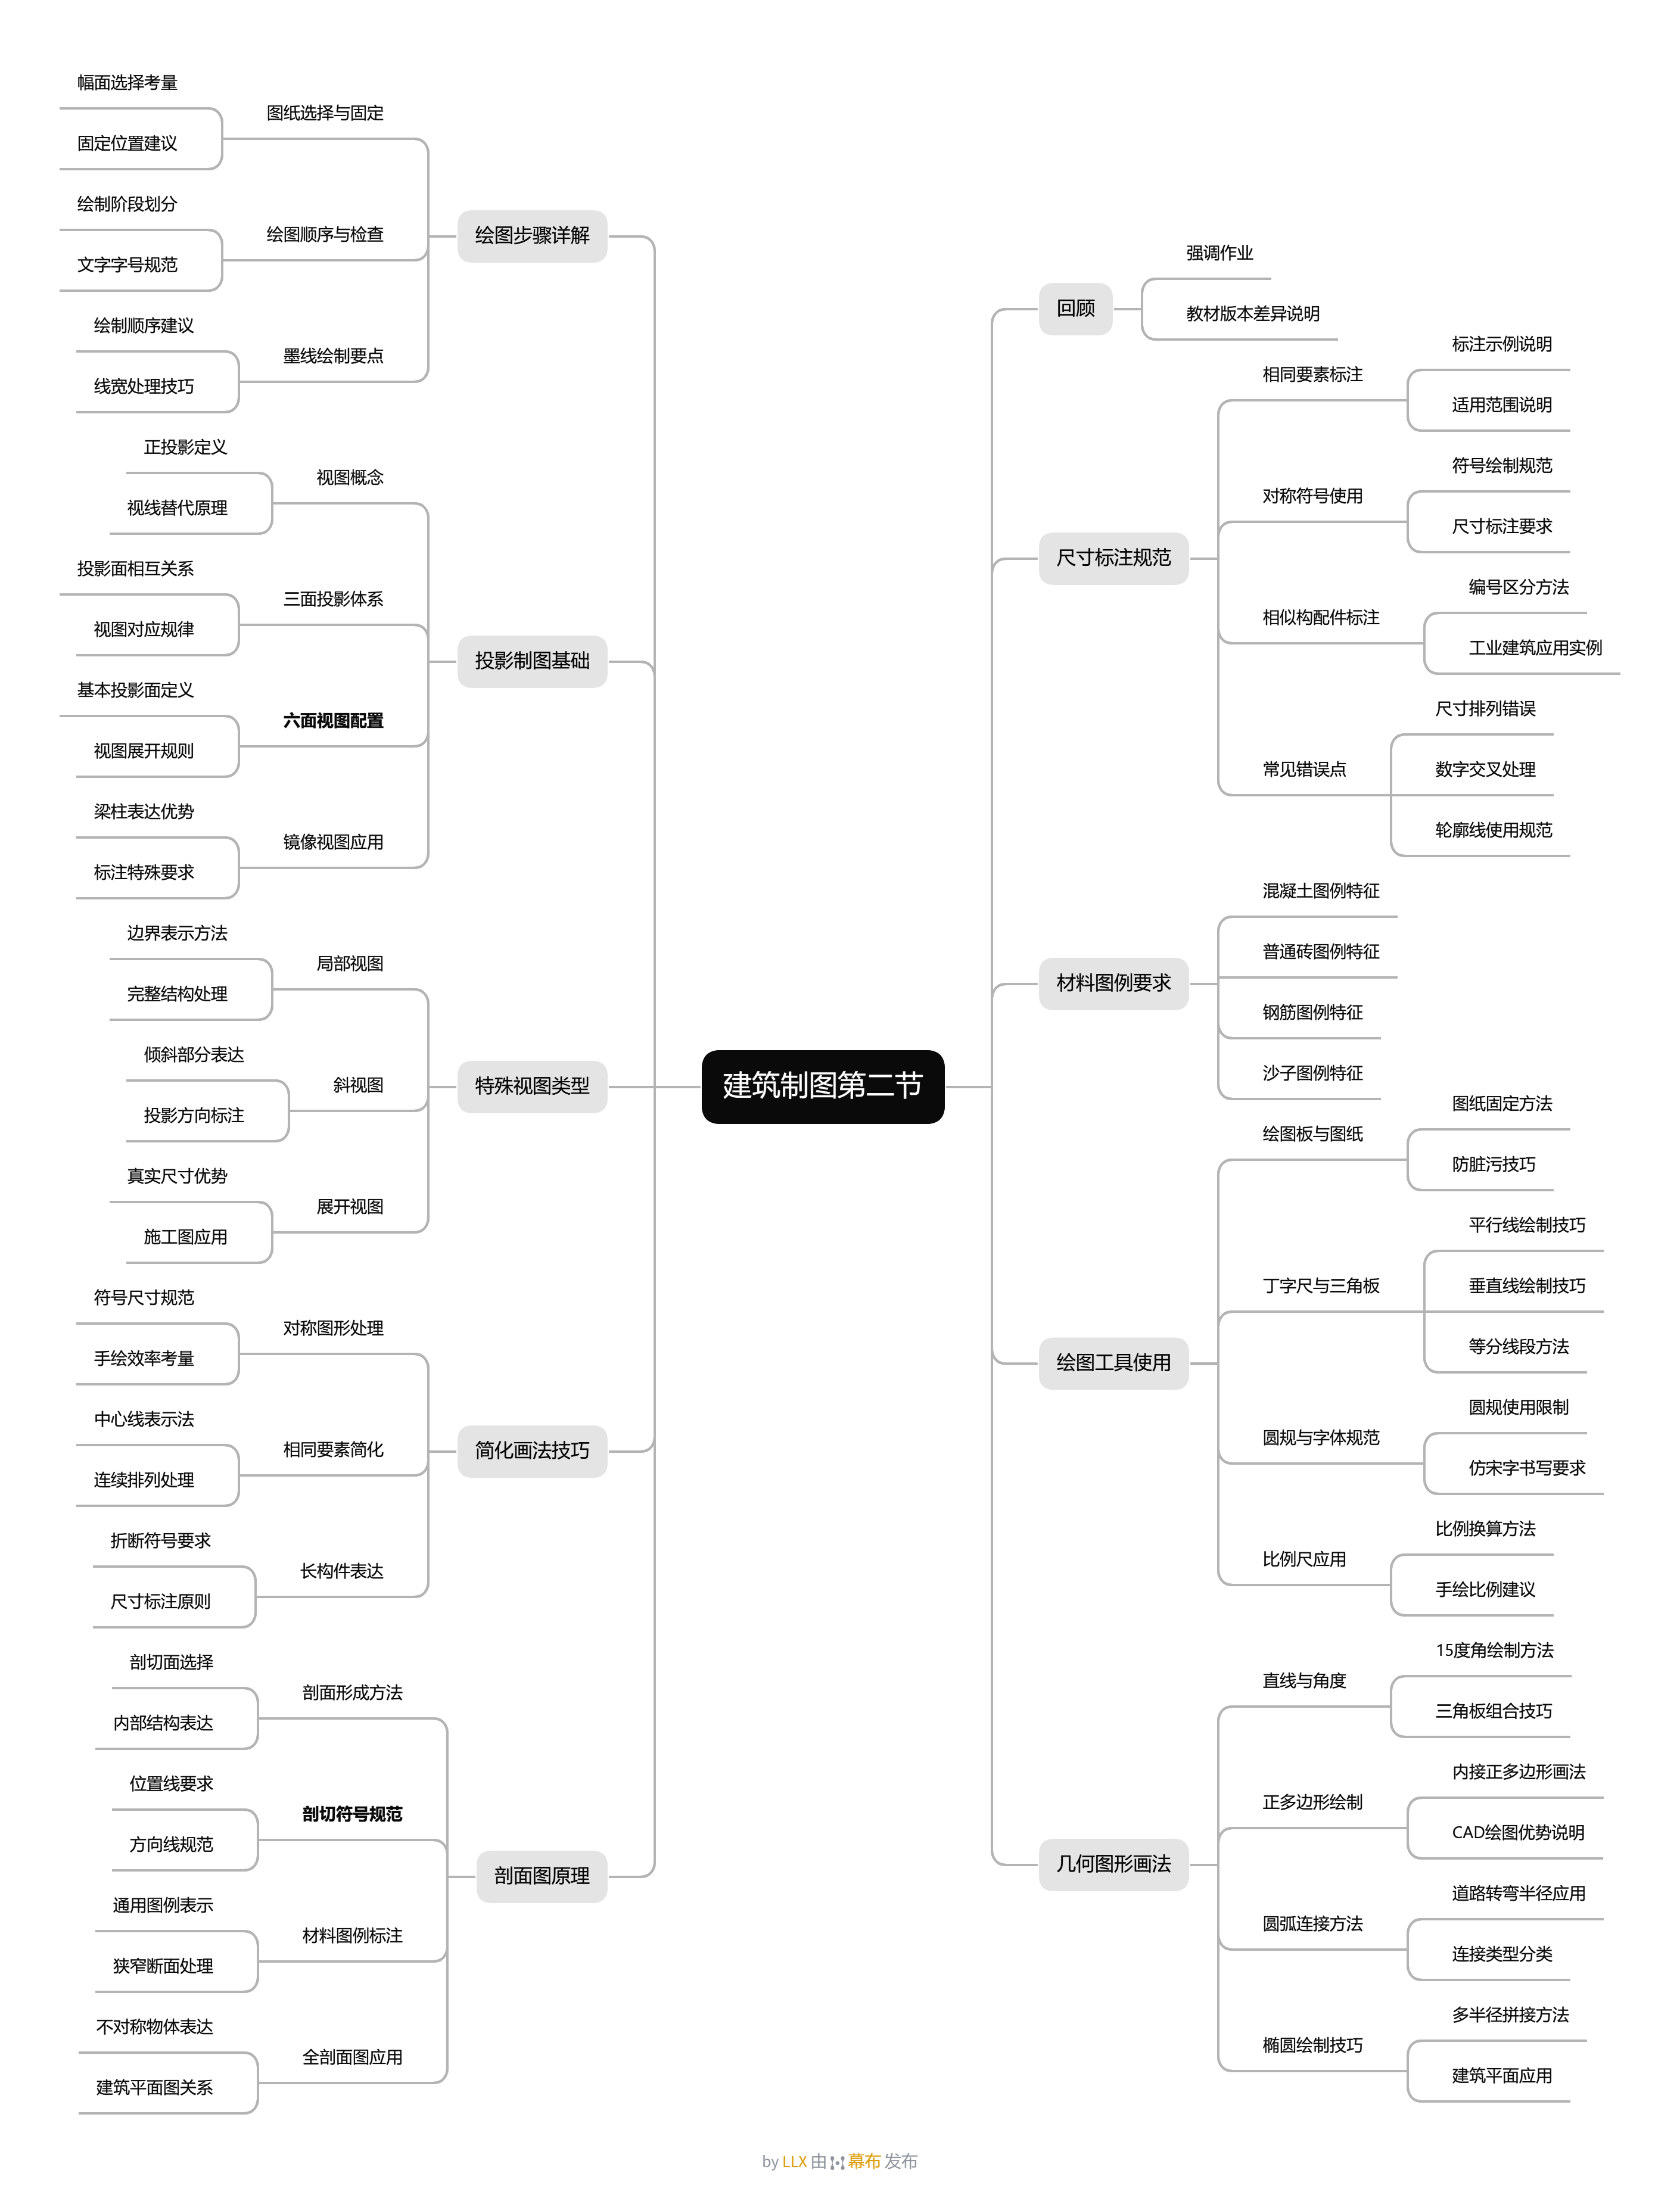 建筑制图第二节
回顾
强调作业
教材版本差异说明
尺寸标注规范
相同要素标注
标注示例说明
适用范围说明
对称符号使用
符号绘制规范
尺寸标注要求
相似构配件标注
编号区分方法
工业建筑应用实例
常见错误点
尺寸排列错误
数字交叉处理
轮廓线使用规范
材料图例要求
混凝土图例特征
普通砖图例特征
钢筋图例特征
沙子图例特征
绘图工具使用
绘图板与图纸
图纸固定方法
防脏污技巧
丁字尺与三角板
平行线绘制技巧
垂直线绘制技巧
等分线段方法
圆规与字体规范
圆规使用限制
仿宋字书写要求
比例尺应用
比例换算方法
手绘比例建议
几何图形画法
直线与角度
15度角绘制方法
三角板组合技巧
正多边形绘制
内接正多边形画法
CAD绘图优势说明
圆弧连接方法
道路转弯半径应用
连接类型分类
椭圆绘制技巧
多半径拼接方法
建筑平面应用
绘图步骤详解
图纸选择与固定
幅面选择考量
固定位置建议
绘图顺序与检查
绘制阶段划分
文字字号规范
墨线绘制要点
绘制顺序建议
线宽处理技巧
投影制图基础
视图概念
正投影定义
视线替代原理
三面投影体系
投影面相互关系
视图对应规律
六面视图配置
基本投影面定义
视图展开规则
镜像视图应用
梁柱表达优势
标注特殊要求
特殊视图类型
局部视图
边界表示方法
完整结构处理
斜视图
倾斜部分表达
投影方向标注
展开视图
真实尺寸优势
施工图应用
简化画法技巧
对称图形处理
符号尺寸规范
手绘效率考量
相同要素简化
中心线表示法
连续排列处理
长构件表达
折断符号要求
尺寸标注原则
剖面图原理
剖面形成方法
剖切面选择
内部结构表达
剖切符号规范
位置线要求
方向线规范
材料图例标注
通用图例表示
狭窄断面处理
全剖面图应用
不对称物体表达
建筑平面图关系
by LLX 由 幕布 发布